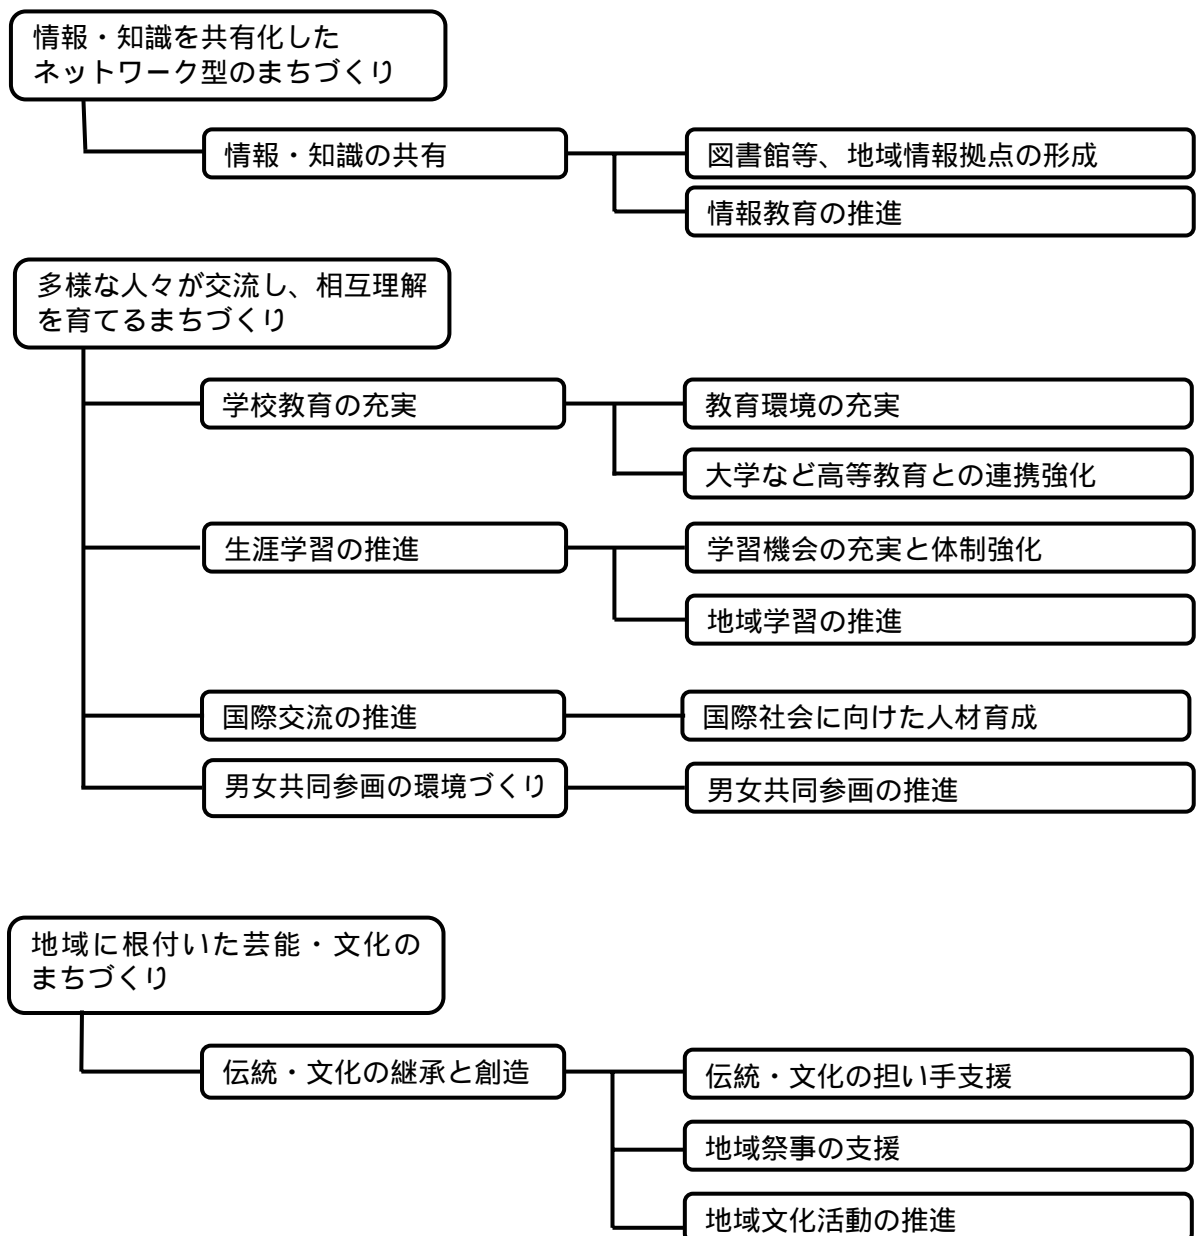 情報・知識を共有化した
ネットワーク型のまちづくり
情報・知識の共有
図書館等、地域情報拠点の形成
情報教育の推進
多様な人々が交流し、相互理解
を育てるまちづくり
学校教育の充実
教育環境の充実
大学など高等教育との連携強化
生涯学習の推進
学習機会の充実と体制強化
地域学習の推進
国際交流の推進
国際社会に向けた人材育成
男女共同参画の環境づくり
男女共同参画の推進
地域に根付いた芸能・文化の
まちづくり
伝統・文化の継承と創造
伝統・文化の担い手支援
地域祭事の支援
地域文化活動の推進